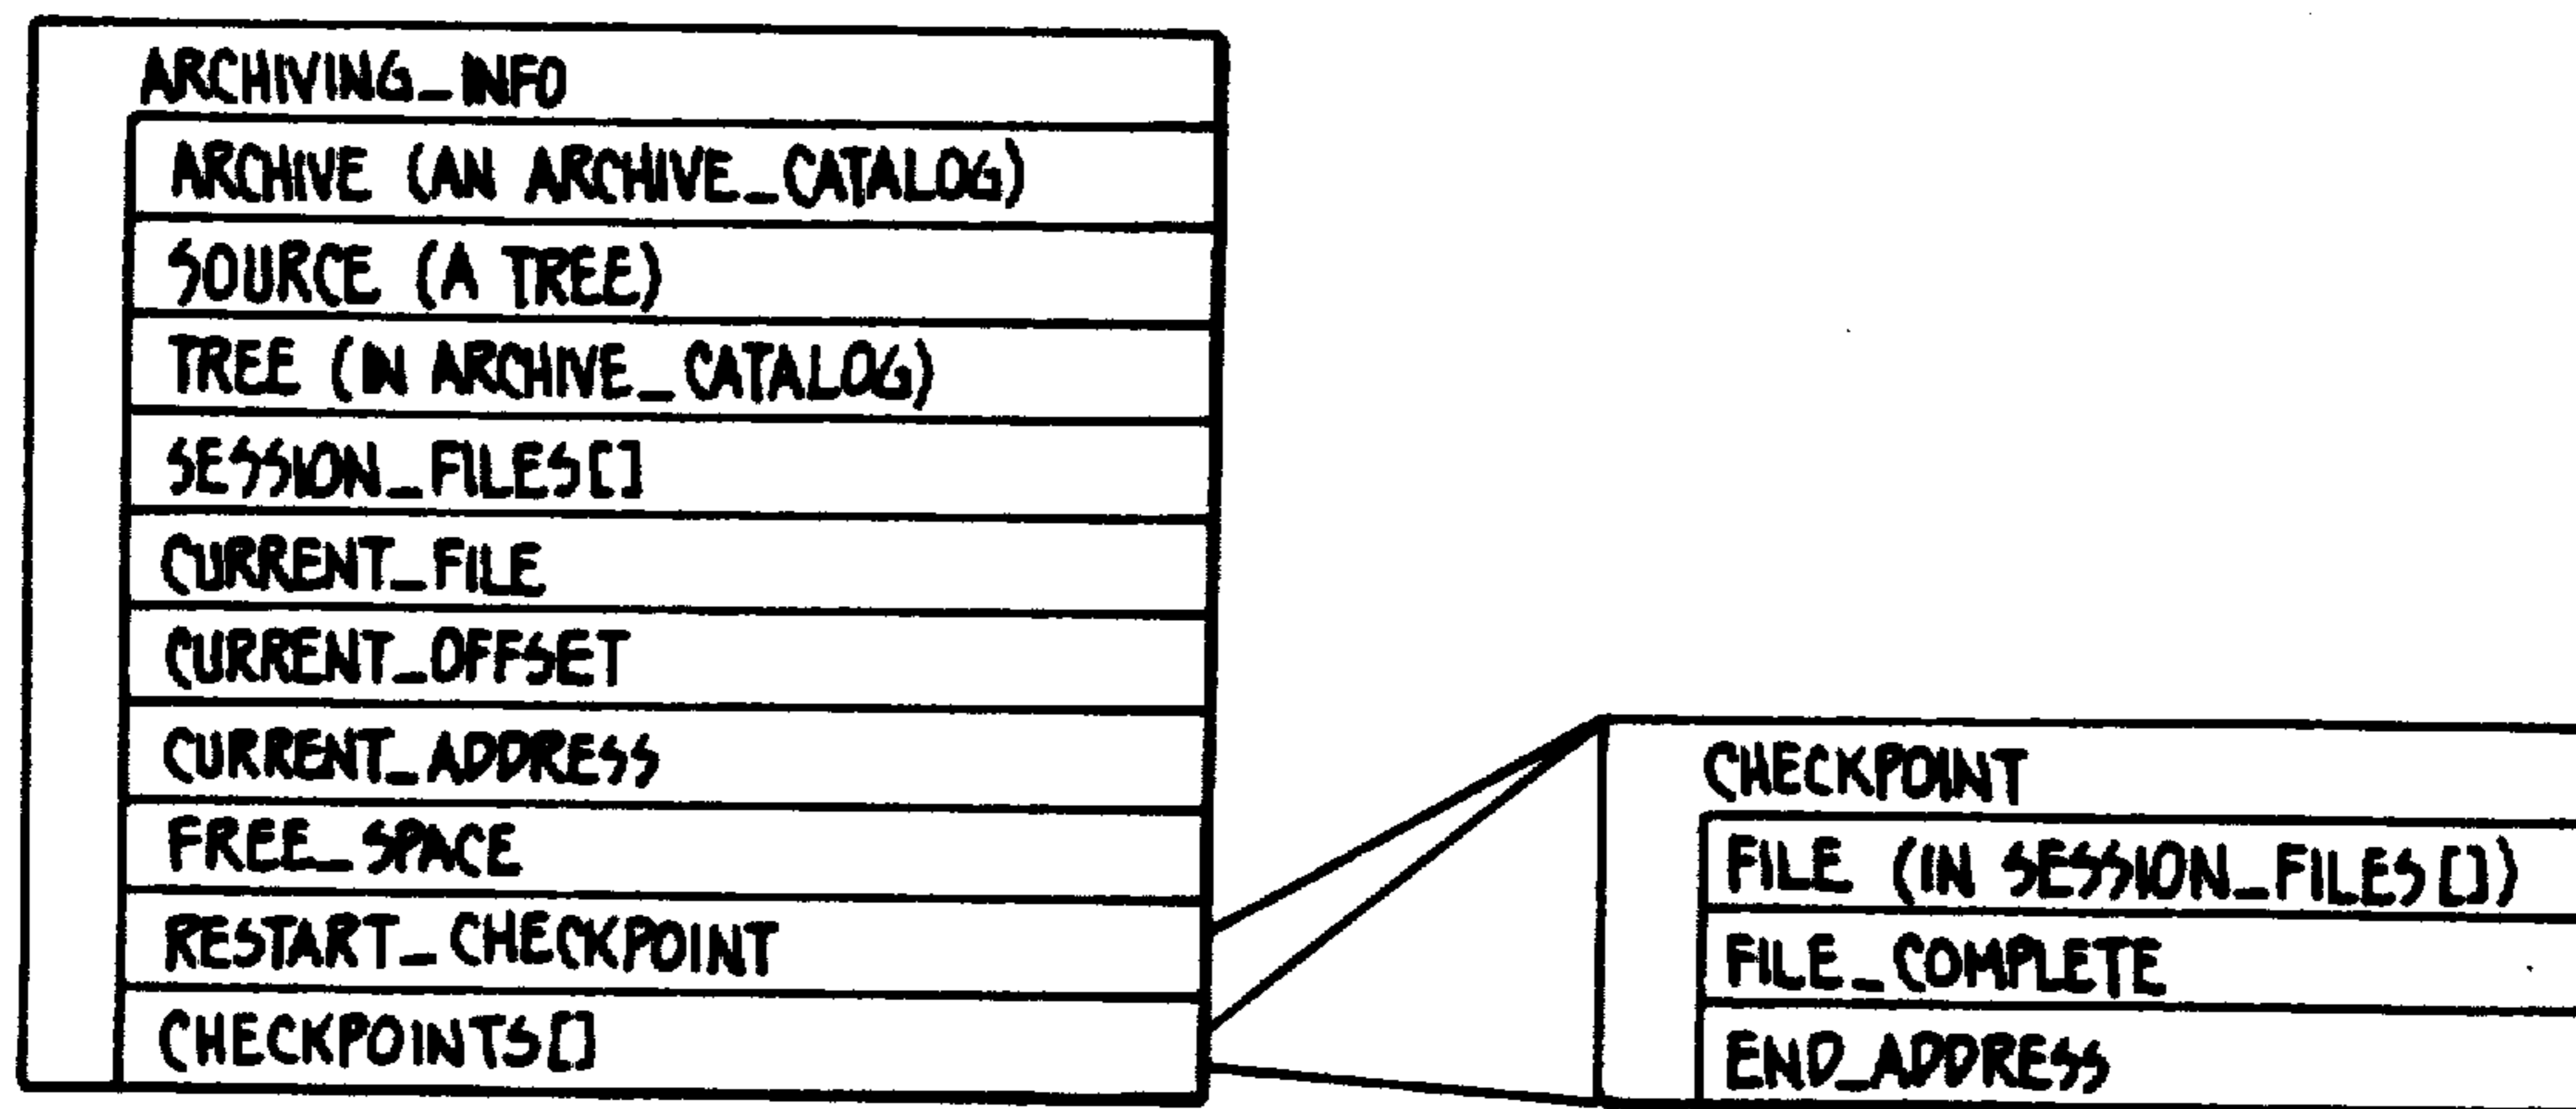 ARCHIVING_INFO
ARCHIVE (AN ARCHIVE_CATALOG)
SOURCE (A TREE)
TREE (IN ARCHIVE_CATALOG)
SESSION_FILES[]
CURRENT_FILE
CURRENT_OFFSET
CURRENT_ADDRESS
FREE_SPACE
RESTART_CHECKPOINT
CHECKPOINTS[]
CHECKPOINT
FILE (IN SESSION_FILES[])
FILE_COMPLETE
END_ADDRESS